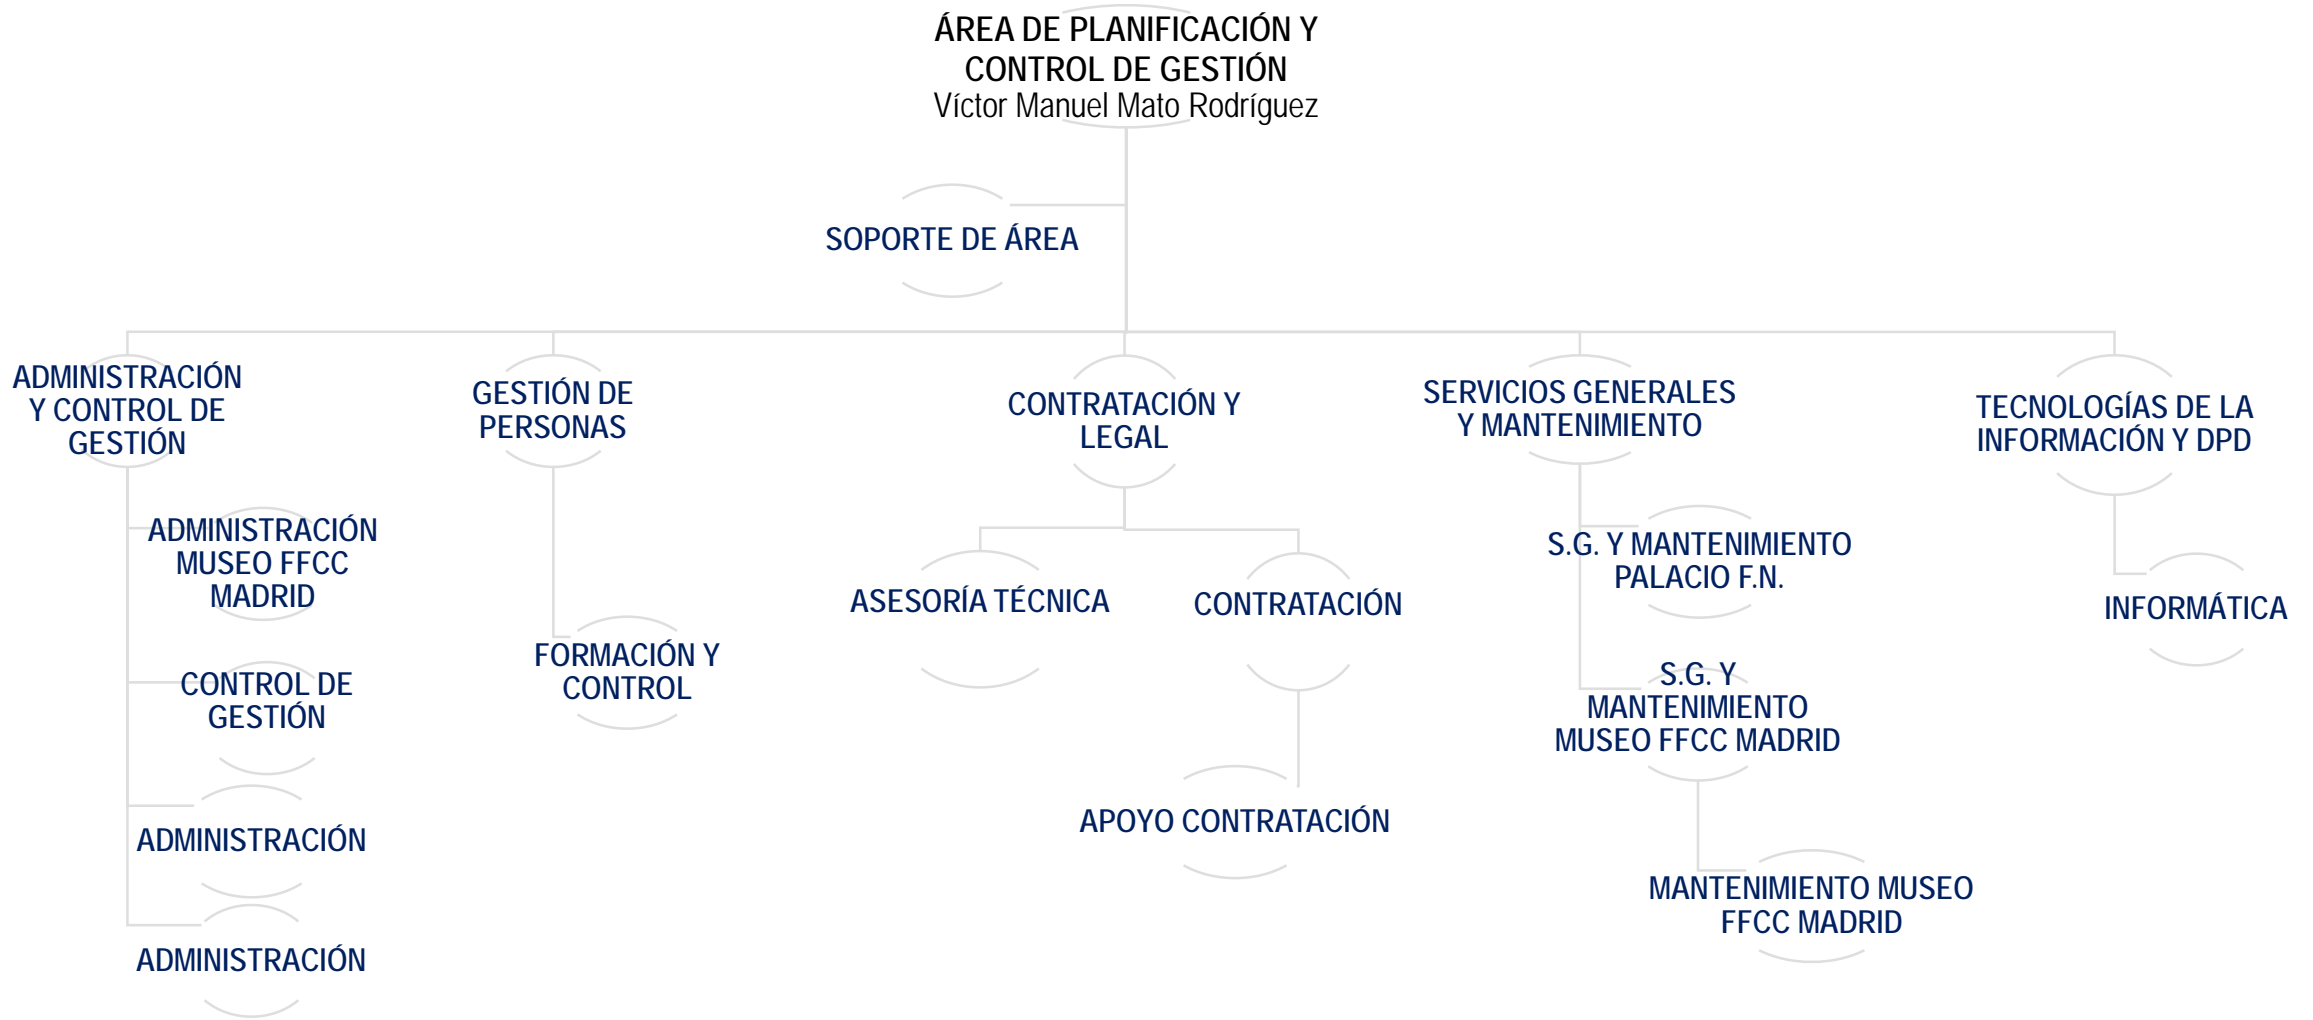 ÁREA DE PLANIFICACIÓN Y
CONTROL DE GESTIÓN
Víctor Manuel Mato Rodríguez
SOPORTE DE ÁREA
ADMINISTRACIÓN
Y CONTROL DE
GESTIÓN
GESTIÓN DE
PERSONAS
CONTRATACIÓN Y
LEGAL
SERVICIOS GENERALES
Y MANTENIMIENTO
TECNOLOGÍAS DE LA
INFORMACIÓN Y DPD
ADMINISTRACIÓN
MUSEO FFCC
MADRID
CONTROL DE
GESTIÓN
ADMINISTRACIÓN
ADMINISTRACIÓN
FORMACIÓN Y
CONTROL
ASESORÍA TÉCNICA
CONTRATACIÓN
APOYO CONTRATACIÓN
S.G. Y MANTENIMIENTO
PALACIO F.N.
S.G. Y
MANTENIMIENTO
MUSEO FFCC MADRID
MANTENIMIENTO MUSEO
FFCC MADRID
INFORMÁTICA